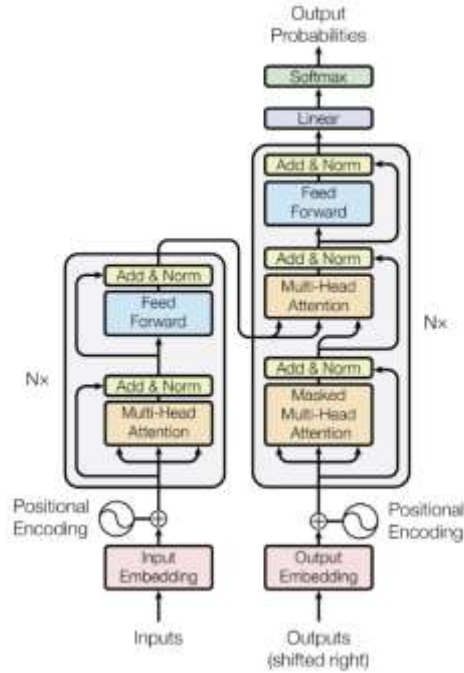 Output
Probabilities
Softmax
Linear
Add & Norm
Feed
Forward
Add & Norm
Multi-Head
Attention
Add & Norm
Masked
Multi-Head
Attention
Nx
Add & Norm
Feed
Forward
Add & Norm
Multi-Head
Attention
Nx
Positional
Encoding
Positional
Encoding
Input
Embedding
Output
Embedding
Inputs
Outputs
(shifted right)